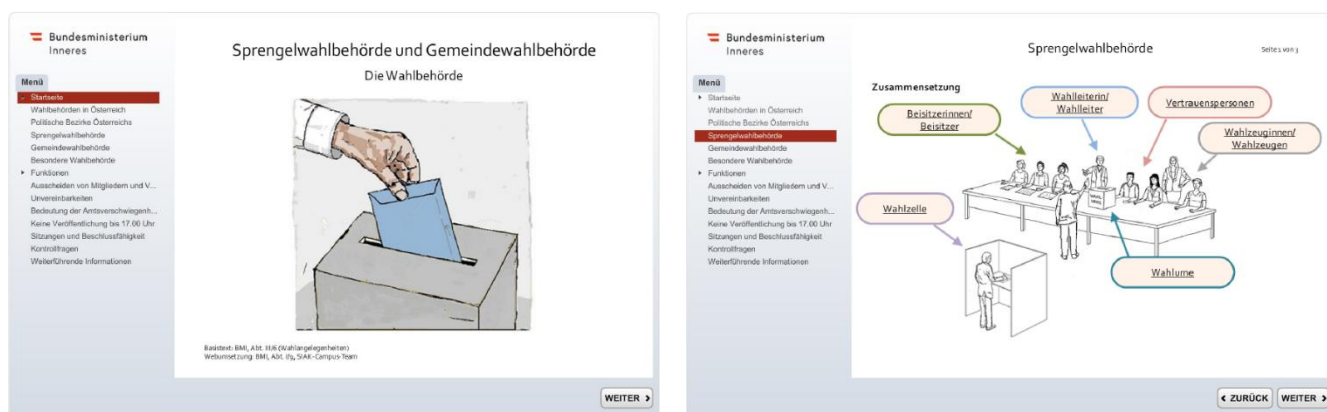 Bundesministerium
Inneres
Menü
Startseite
Wahlbehörden in Österreich
Politische Bezirke Österreichs
Sprengelwahlbehörde
Gemeindewahlbehörde
Besondere Wahlbehörde
Funktionen
Ausscheiden von Mitgliedern und V...
Unvereinbarkeiten
Bedeutung der Amtsverschwiegenh...
Keine Veröffentlichung bis 17.00 Uhr
Sitzungen und Beschlussfähigkeit
Kontrollfragen
Weiterführende Informationen
Sprengelwahlbehörde und Gemeindewahlbehörde
Die Wahlbehörde
Basistext: BMI, Abt. III/6 (Wahlangelegenheiten)
Webumsetzung: BMI, Abt. I/9, SIAK-Campus-Team
WEITER
Bundesministerium
Inneres
Menü
Startseite
Wahlbehörden in Österreich
Politische Bezirke Österreichs
Sprengelwahlbehörde
Gemeindewahlbehörde
Besondere Wahlbehörde
Funktionen
Ausscheiden von Mitgliedern und V...
Unvereinbarkeiten
Bedeutung der Amtsverschwiegenh...
Keine Veröffentlichung bis 17.00 Uhr
Sitzungen und Beschlussfähigkeit
Kontrollfragen
Weiterführende Informationen
Sprengelwahlbehörde
Seite 1 von 3
Zusammensetzung
Beisitzerinnen/
Beisitzer
Wahlleiterin/
Wahlleiter
Vertrauenspersonen
Wahlzeuginnen/
Wahlzeugen
Wahlzelle
Wahlurne
ZURÜCK
WEITER